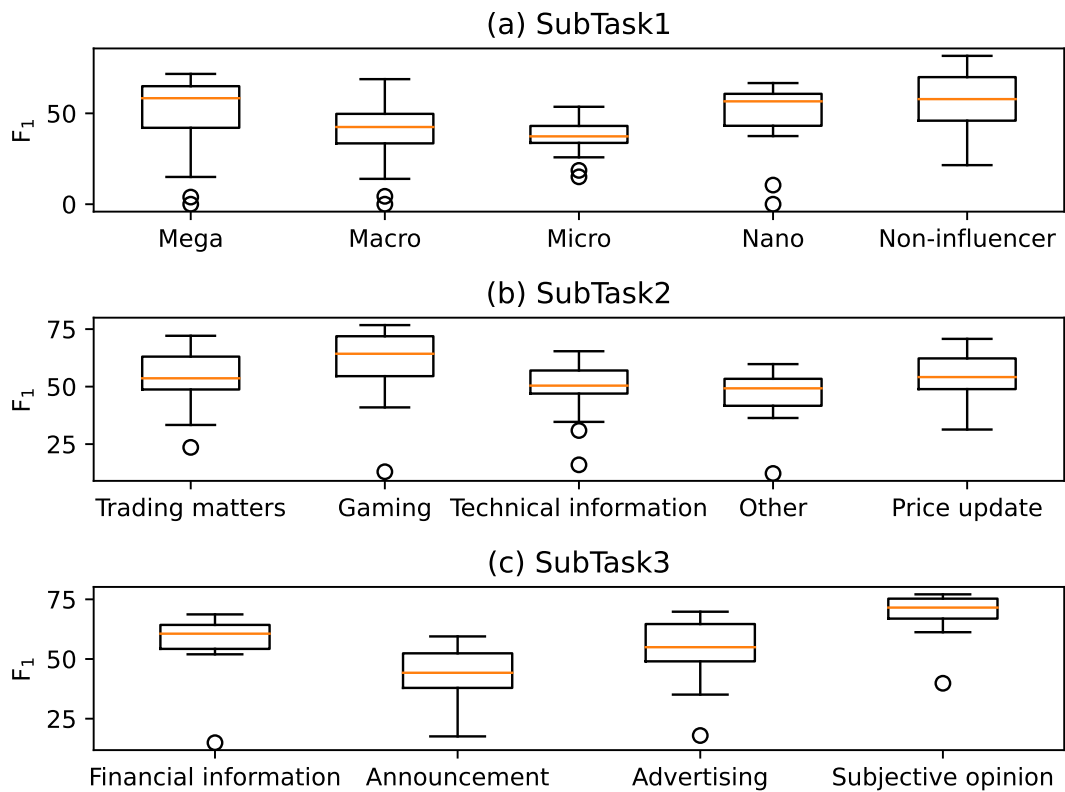 (a) SubTask1
F1
50
0
Mega Macro Micro Nano Non-influencer
(b) SubTask2
F1
75
50
25
Trading matters Gaming Technical information Other Price update
(c) SubTask3
F1
75
50
25
Financial information Announcement Advertising Subjective opinion